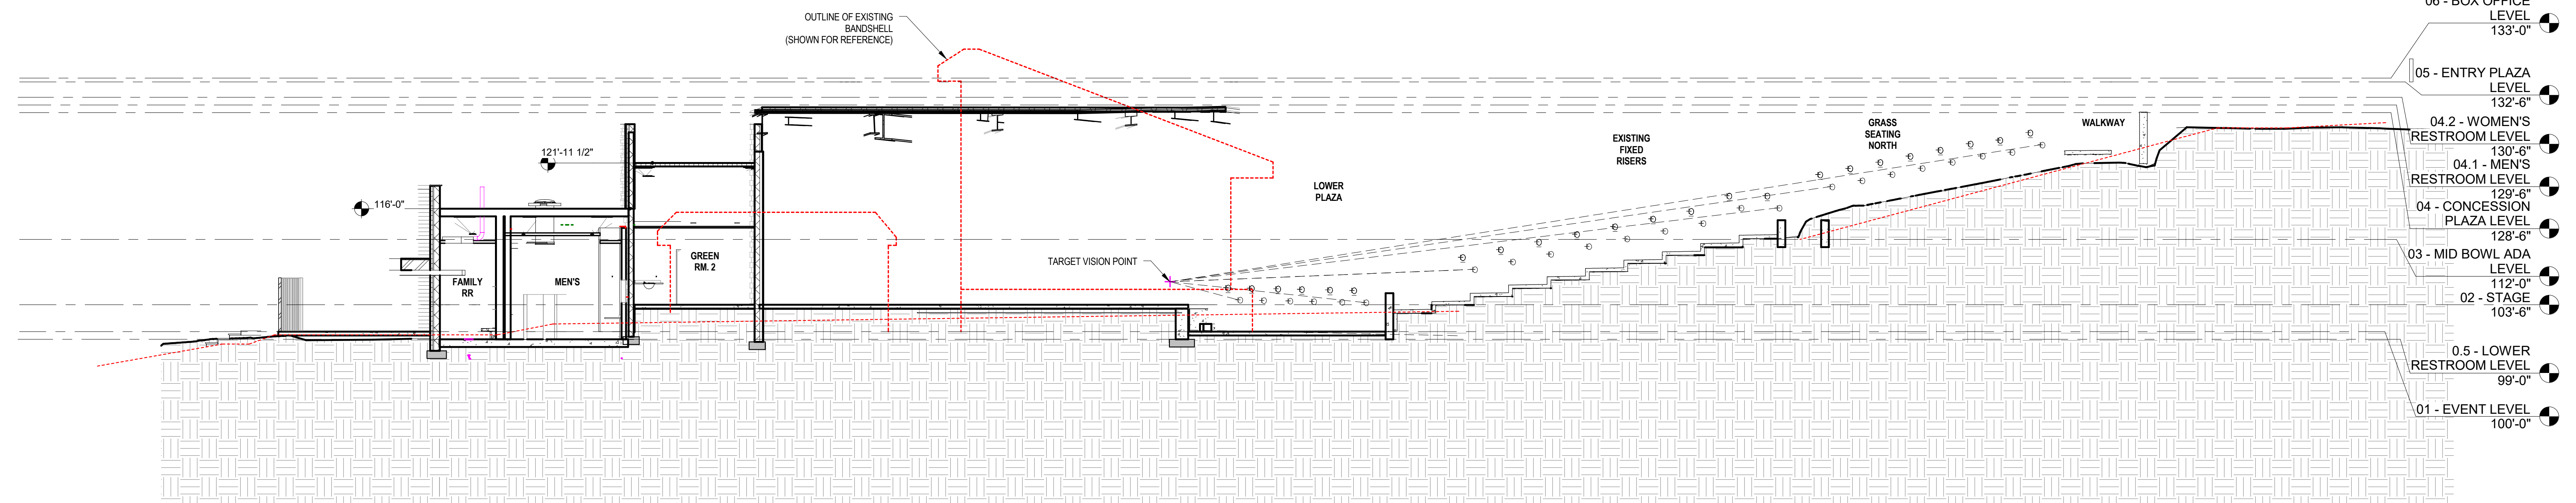 OUTLINE OF EXISTING
BANDSHELL
(SHOWN FOR REFERENCE)
121'-11 1/2"
116'-0"
FAMILY
RR
MEN'S
GREEN
RM. 2
TARGET VISION POINT
LOWER
PLAZA
EXISTING
FIXED
RISERS
GRASS
SEATING
NORTH
WALKWAY
06 - BOX OFFICE
LEVEL
133'-0"
05 - ENTRY PLAZA
LEVEL
132'-6"
04.2 - WOMEN'S
RESTROOM LEVEL
130'-6"
04.1 - MEN'S
RESTROOM LEVEL
129'-6"
04 - CONCESSION
PLAZA LEVEL
128'-6"
03 - MID BOWL ADA
LEVEL
112'-0"
02 - STAGE
103'-6"
0.5 - LOWER
RESTROOM LEVEL
99'-0"
01 - EVENT LEVEL
100'-0"